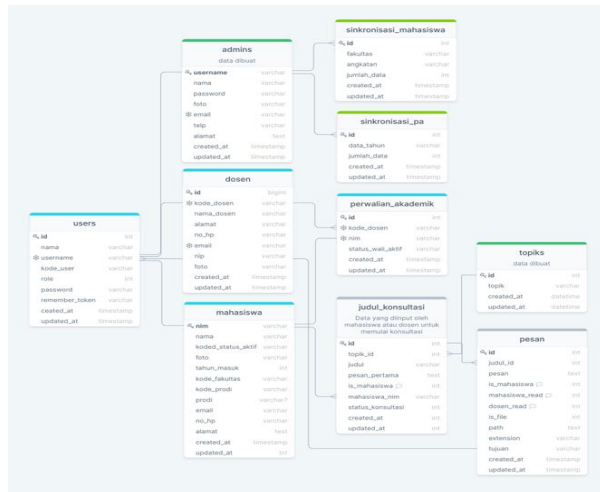 sinkronisasi_mahasiswa
id int
fakultas varchar
angkatan varchar
jumlah_data int
created_at timestamp
updated_at timestamp
admins
data dibuat
username varchar
nama varchar
password varchar
foto varchar
email varchar
telp varchar
alamat text
created_at timestamp
updated_at timestamp
sinkronisasi_pa
id int
data_tahun varchar
jumlah_data int
created_at timestamp
updated_at timestamp
dosen
id bigint
kode_dosen varchar
nama_dosen varchar
alamat varchar
no_hp varchar
email varchar
nip varchar
foto varchar
created_at timestamp
updated_at timestamp
perwalian_akademik
id int
kode_dosen varchar
nim varchar
status_wali_aktif varchar
created_at timestamp
updated_at timestamp
users
id int
nama varchar
username varchar
kode_user varchar
role int
password varchar
remember_token varchar
created_at timestamp
updated_at timestamp
topiks
data dibuat
id int
topik varchar
created_at datetime
updated_at datetime
mahasiswa
nim varchar
nama varchar
koded_status_aktif varchar
foto varchar
tahun_masuk int
kode_fakultas varchar
kode_prodi varchar
prodi varchar?
email varchar
no_hp varchar
alamat text
created_at timestamp
updated_at int
judul_konsultasi
Data yang diinput oleh
mahasiswa atau dosen untuk
memulai konsultasi
id int
topik_id int
judul varchar
pesan_pertama text
is_mahasiswa int
mahasiswa_nim varchar
status_konsultasi int
created_at int
updated_at int
pesan
id int
judul_id int
pesan text
is_mahasiswa int
mahasiswa_read int
dosen_read int
is_file int
path text
extension varchar
tujuan varchar
created_at timestamp
updated_at timestamp